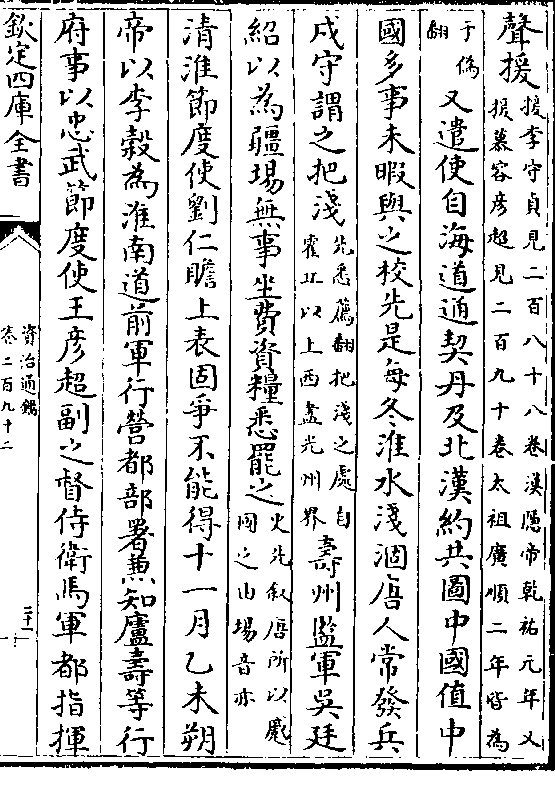 聲援援李守貞見二百八十八卷漢隱帝乾祐元年又
援慕容彦超見二百九十卷太祖廣順二年皆為
于偽
翻又遣使自海道通契丹及北漢約共圖中國值中
國多事未暇與之校先是每冬淮水淺涸唐人常發兵
戍守謂之把淺先悉薦翻把淺之處自
霍丘以上西盡光州界壽州監軍吳廷
紹以為疆場無事坐費資糧悉罷之史先叙唐所以蹙
國之由場音亦
清淮節度使劉仁瞻上表固爭不能得十一月乙未朔
帝以李榖為淮南道前軍行營都部署兼知廬壽等行
府事以忠武節度使王彦超副之督侍衛馬軍都指揮
欽定四庫全書
資治通鑑
卷二百九十二